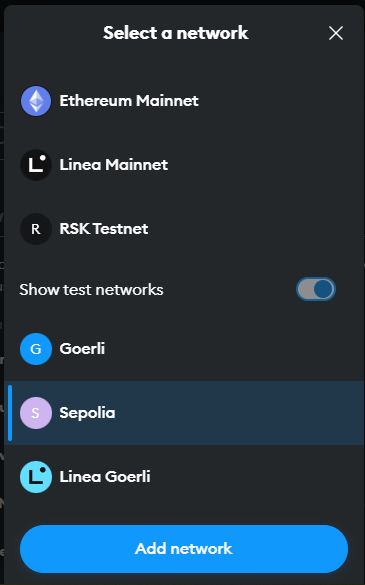 Select a network
Ethereum Mainnet
Linea Mainnet
R RSK Testnet
Show test networks
G Goerli
S Sepolia
Linea Goerli
Add network